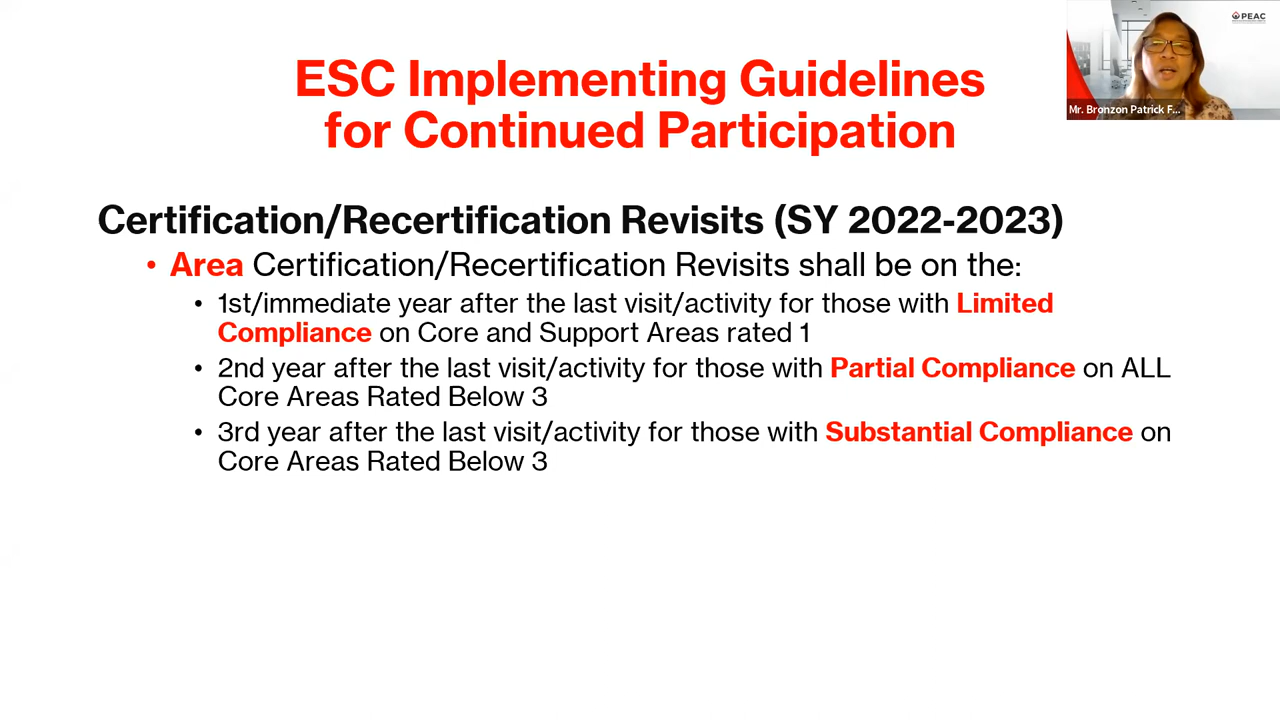 PEAC
Mr. Bronzon Patrick F...
ESC Implementing Guidelines
for Continued Participation
Certification/Recertification Revisits (SY 2022-2023)
• Area Certification/Recertification Revisits shall be on the:
• 1st/immediate year after the last visit/activity for those with Limited
Compliance on Core and Support Areas rated 1
• 2nd year after the last visit/activity for those with Partial Compliance on ALL
Core Areas Rated Below 3
• 3rd year after the last visit/activity for those with Substantial Compliance on
Core Areas Rated Below 3